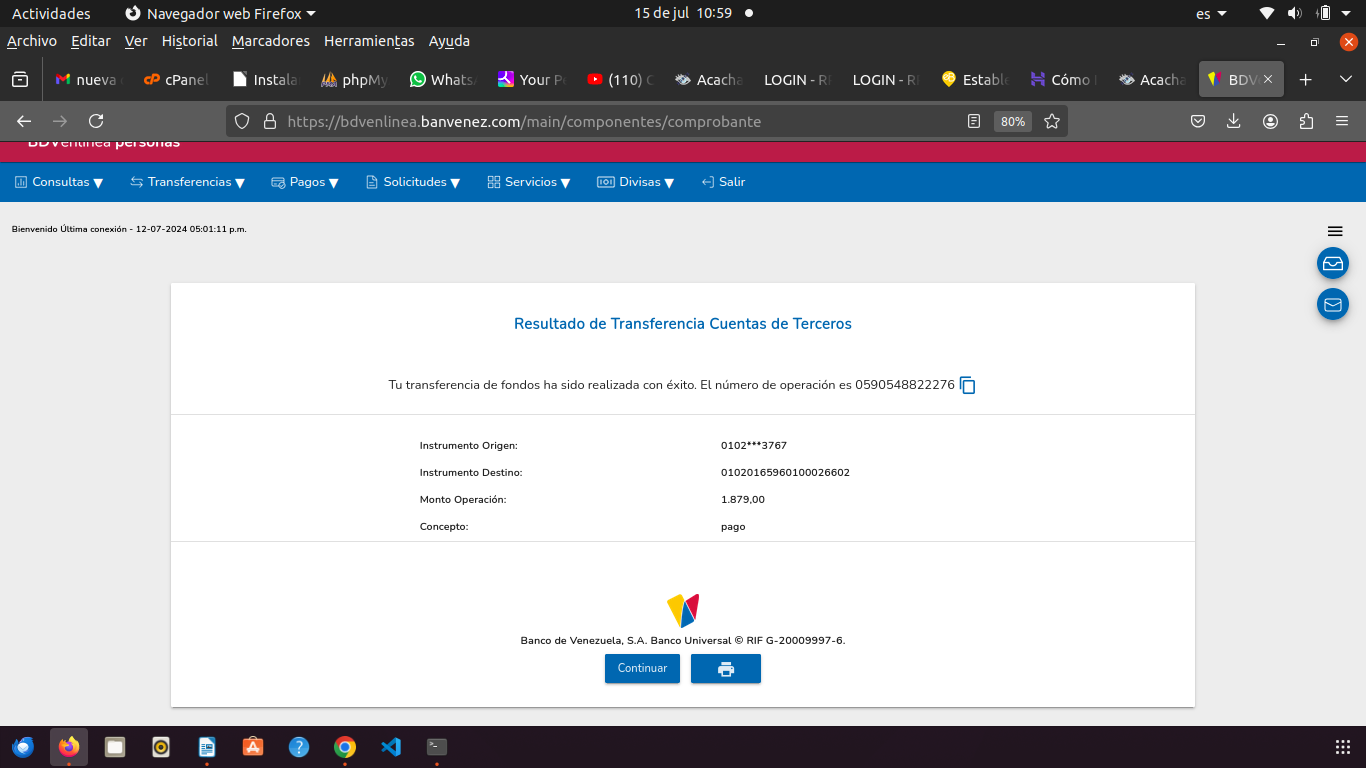 Actividades
Navegador web Firefox
15 de jul 10:59
es
Archivo Editar Ver Historial Marcadores Herramientas Ayuda
nueva
cPanel
Instala
phpMy
Whats
Your P
(110)
Acacha
LOGIN - R
LOGIN - R
Estable
Cómo
Acacha
BDV
https://bdvenlinea.banvenez.com/main/componentes/comprobante
80%
BDVenlínea personas
Consultas
Transferencias
Pagos
Solicitudes
Servicios
Divisas
Salir
Bienvenido Última conexión - 12-07-2024 05:01:11 p.m.
Resultado de Transferencia Cuentas de Terceros
Tu transferencia de fondos ha sido realizada con éxito. El número de operación es 0590548822276
Instrumento Origen: 0102***3767
Instrumento Destino: 01020165960100026602
Monto Operación: 1.879,00
Concepto: pago
Banco de Venezuela, S.A. Banco Universal © RIF G-20009997-6.
Continuar